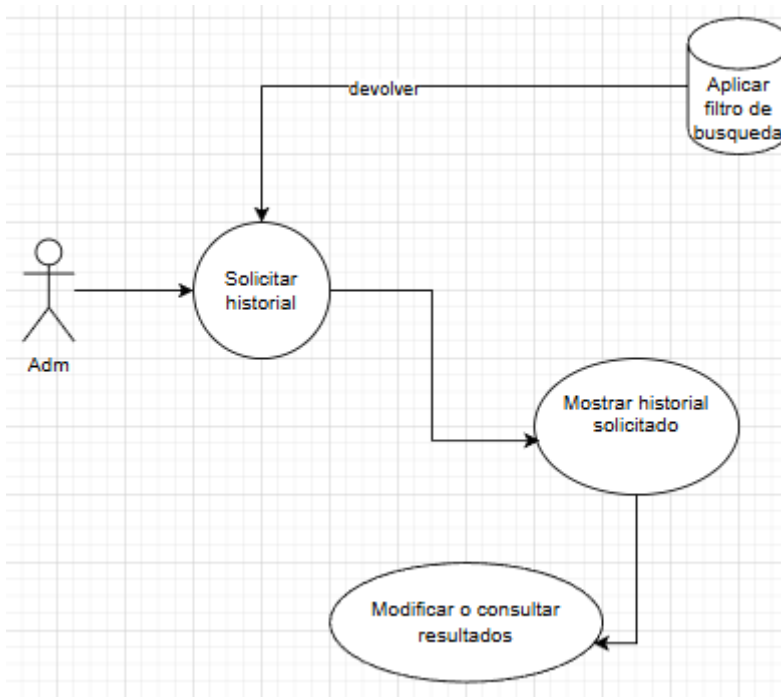 Aplicar
filtro de
busqueda
devolver
Solicitar
historial
Adm
Mostrar historial
solicitado
Modificar o consultar
resultados